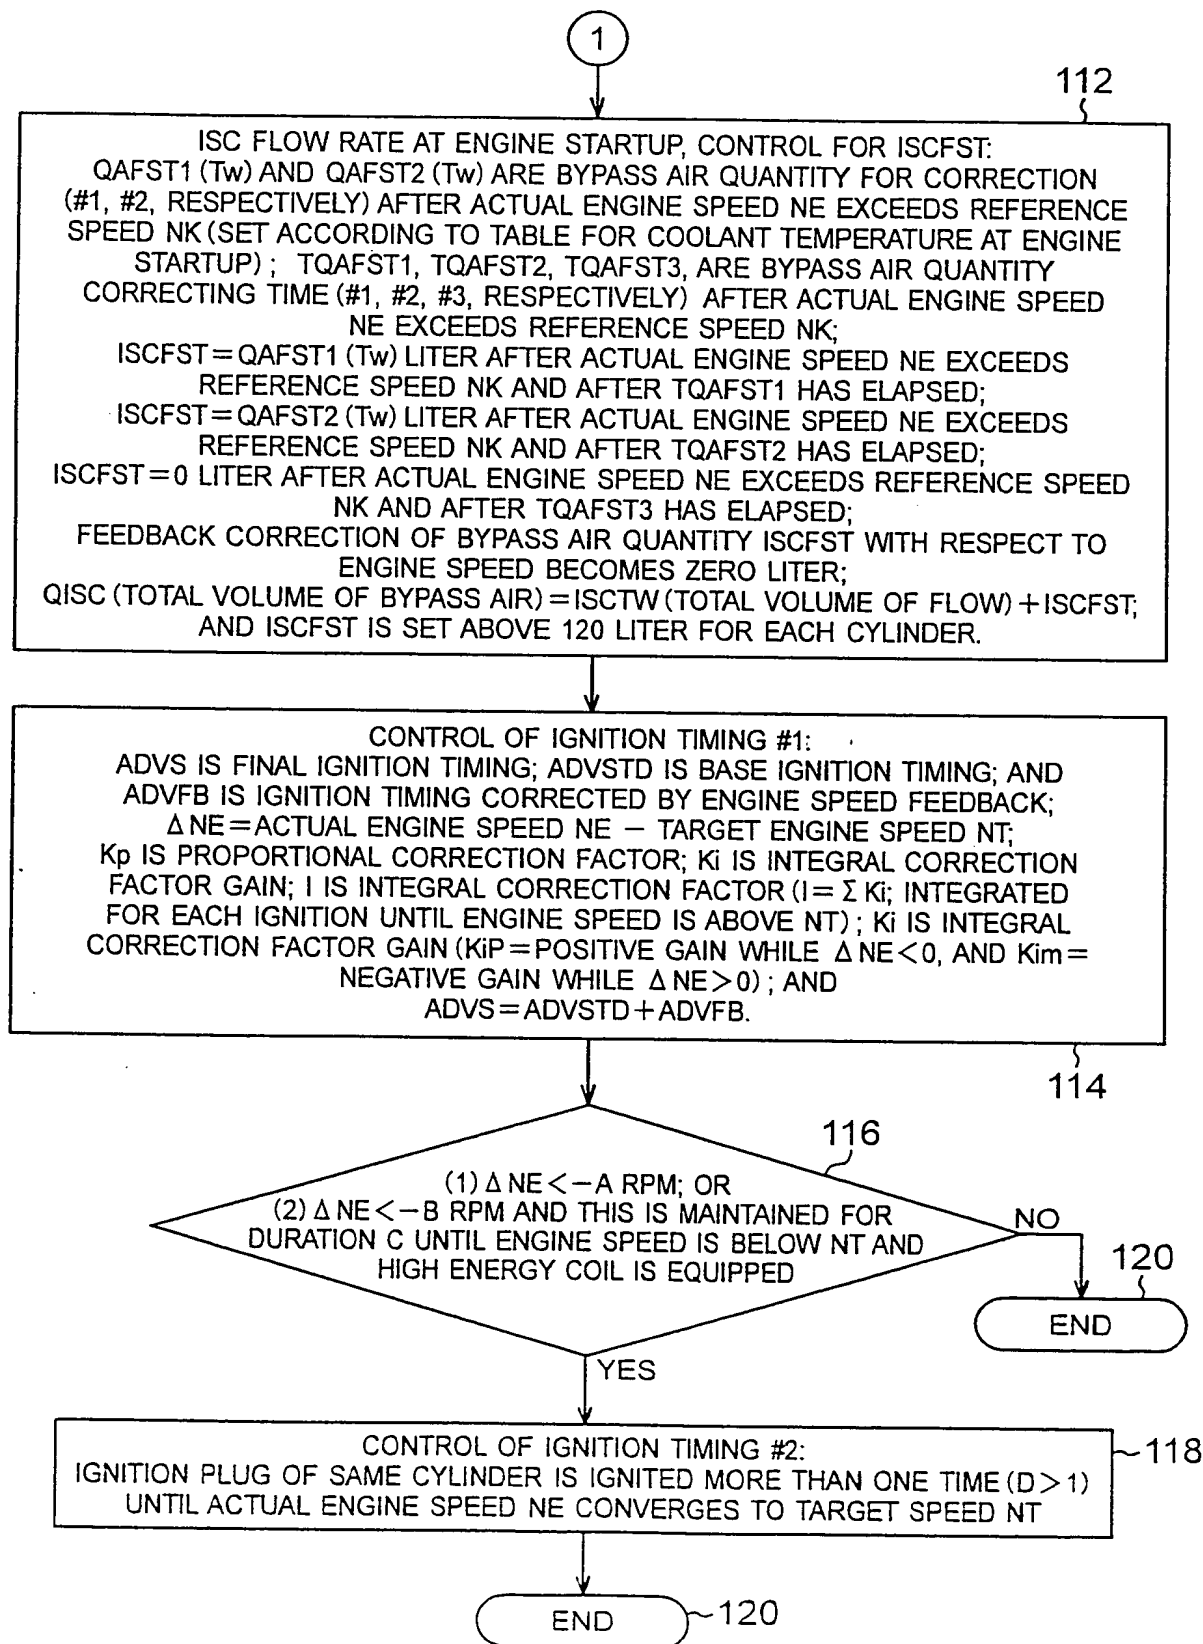 1
112
ISC FLOW RATE AT ENGINE STARTUP, CONTROL FOR ISCFST:
QAFST1 (Tw) AND QAFST2 (Tw) ARE BYPASS AIR QUANTITY FOR CORRECTION
(#1, #2, RESPECTIVELY) AFTER ACTUAL ENGINE SPEED NE EXCEEDS REFERENCE
SPEED NK (SET ACCORDING TO TABLE FOR COOLANT TEMPERATURE AT ENGINE
STARTUP) ; TQAFST1, TQAFST2, TQAFST3, ARE BYPASS AIR QUANTITY
CORRECTING TIME (#1, #2, #3, RESPECTIVELY) AFTER ACTUAL ENGINE SPEED
NE EXCEEDS REFERENCE SPEED NK;
ISCFST=QAFST1 (Tw) LITER AFTER ACTUAL ENGINE SPEED NE EXCEEDS
REFERENCE SPEED NK AND AFTER TQAFST1 HAS ELAPSED;
ISCFST=QAFST2 (Tw) LITER AFTER ACTUAL ENGINE SPEED NE EXCEEDS
REFERENCE SPEED NK AND AFTER TQAFST2 HAS ELAPSED;
ISCFST=0 LITER AFTER ACTUAL ENGINE SPEED NE EXCEEDS REFERENCE SPEED
NK AND AFTER TQAFST3 HAS ELAPSED;
FEEDBACK CORRECTION OF BYPASS AIR QUANTITY ISCFST WITH RESPECT TO
ENGINE SPEED BECOMES ZERO LITER;
QISC (TOTAL VOLUME OF BYPASS AIR) =ISCTW (TOTAL VOLUME OF FLOW) +ISCFST;
AND ISCFST IS SET ABOVE 120 LITER FOR EACH CYLINDER.
CONTROL OF IGNITION TIMING #1:
ADVS IS FINAL IGNITION TIMING; ADVSTD IS BASE IGNITION TIMING; AND
ADVFB IS IGNITION TIMING CORRECTED BY ENGINE SPEED FEEDBACK;
Δ NE=ACTUAL ENGINE SPEED NE − TARGET ENGINE SPEED NT;
Kp IS PROPORTIONAL CORRECTION FACTOR; Ki IS INTEGRAL CORRECTION
FACTOR GAIN; I IS INTEGRAL CORRECTION FACTOR (I= Σ Ki; INTEGRATED
FOR EACH IGNITION UNTIL ENGINE SPEED IS ABOVE NT) ; Ki IS INTEGRAL
CORRECTION FACTOR GAIN (KiP=POSITIVE GAIN WHILE Δ NE<0, AND Kim=
NEGATIVE GAIN WHILE Δ NE>0) ; AND
ADVS=ADVSTD+ADVFB.
114
116
(1) Δ NE<−A RPM; OR
(2) Δ NE<−B RPM AND THIS IS MAINTAINED FOR
DURATION C UNTIL ENGINE SPEED IS BELOW NT AND
HIGH ENERGY COIL IS EQUIPPED
NO
120
END
YES
CONTROL OF IGNITION TIMING #2:
IGNITION PLUG OF SAME CYLINDER IS IGNITED MORE THAN ONE TIME (D>1)
UNTIL ACTUAL ENGINE SPEED NE CONVERGES TO TARGET SPEED NT
118
END
120